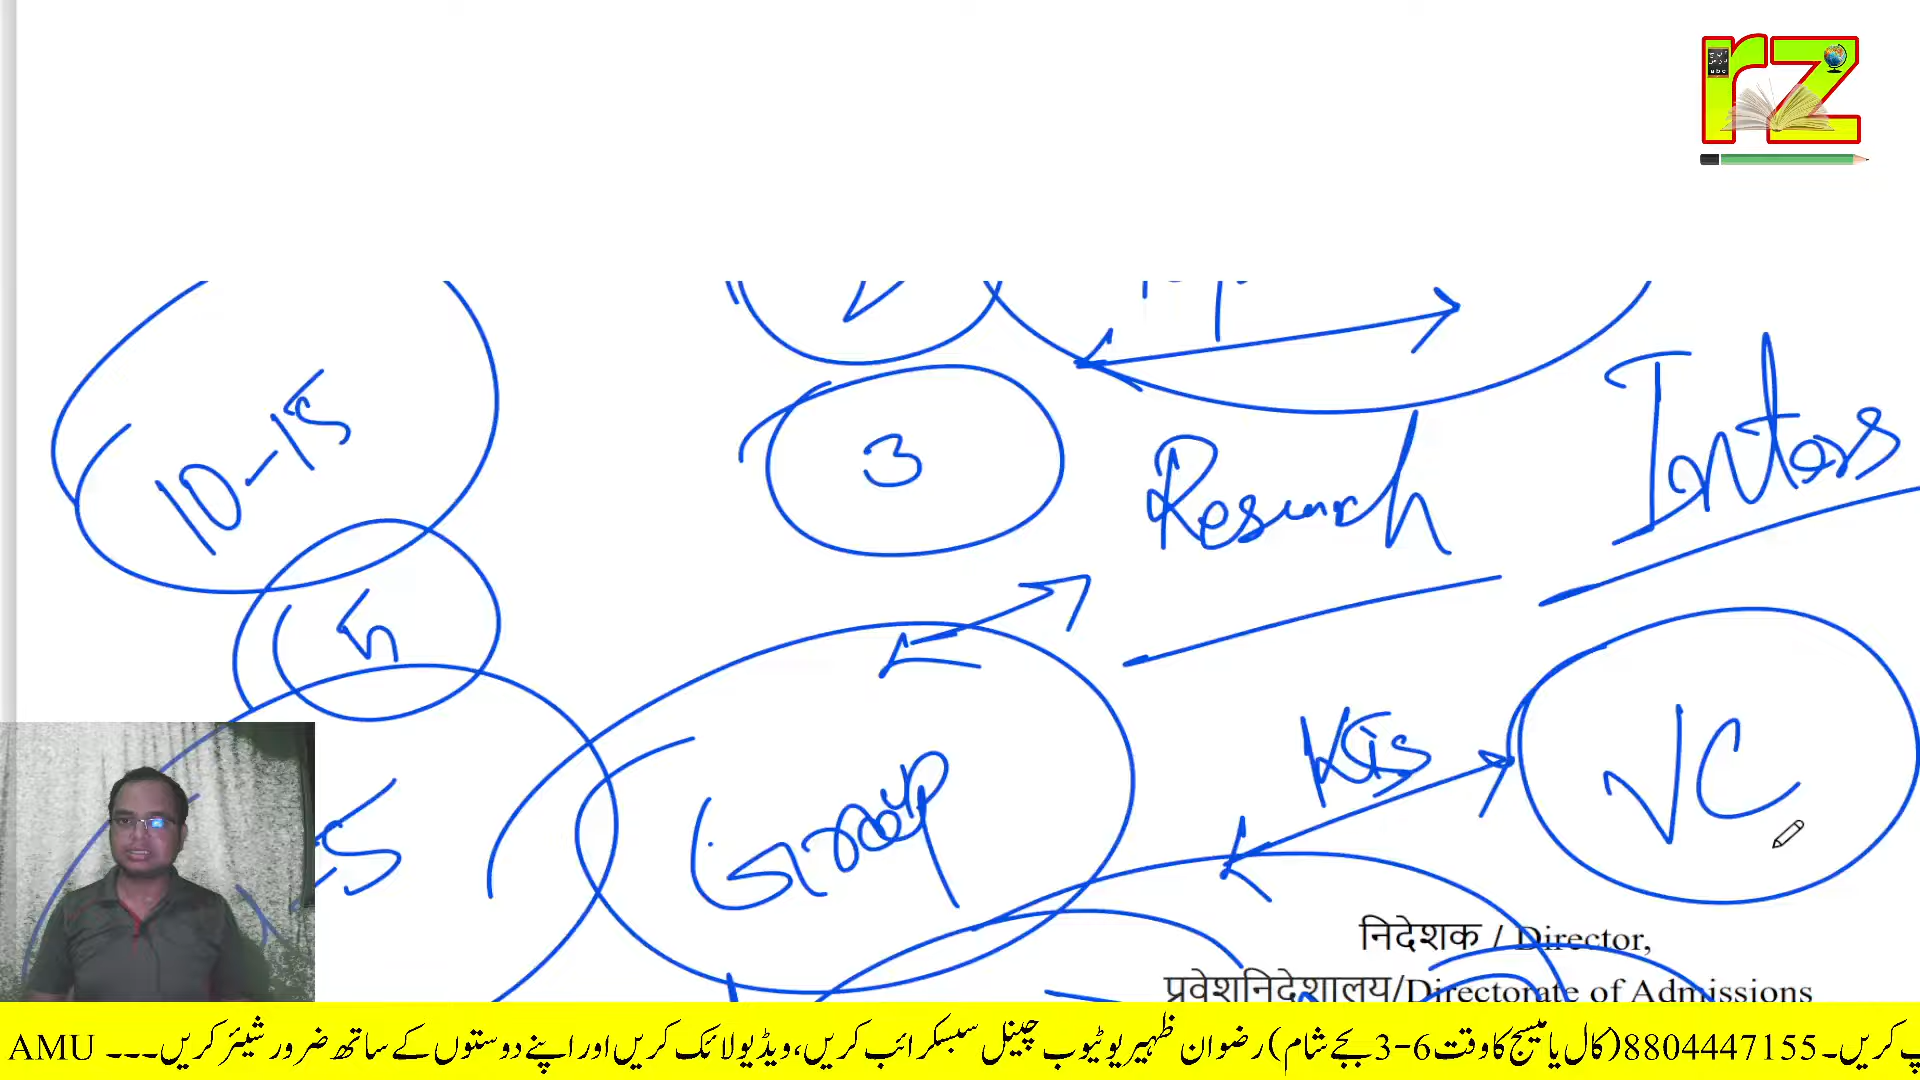 rz
10-15
3
Research
Inters
5
KGs
VC
Group
निदेशक / Director,
प्रवेशनिदेशालय/Directorate of Admissions
پ کریں۔ 8804447155(کال یا میسج کا وقت 6-3 بجے شام) رضوان ظہیر یوٹیوب چینل سبسکرائب کریں، ویڈیو لائک کریں اور اپنے دوستوں کے ساتھ ضرور شیئر کریں۔۔۔ AMU